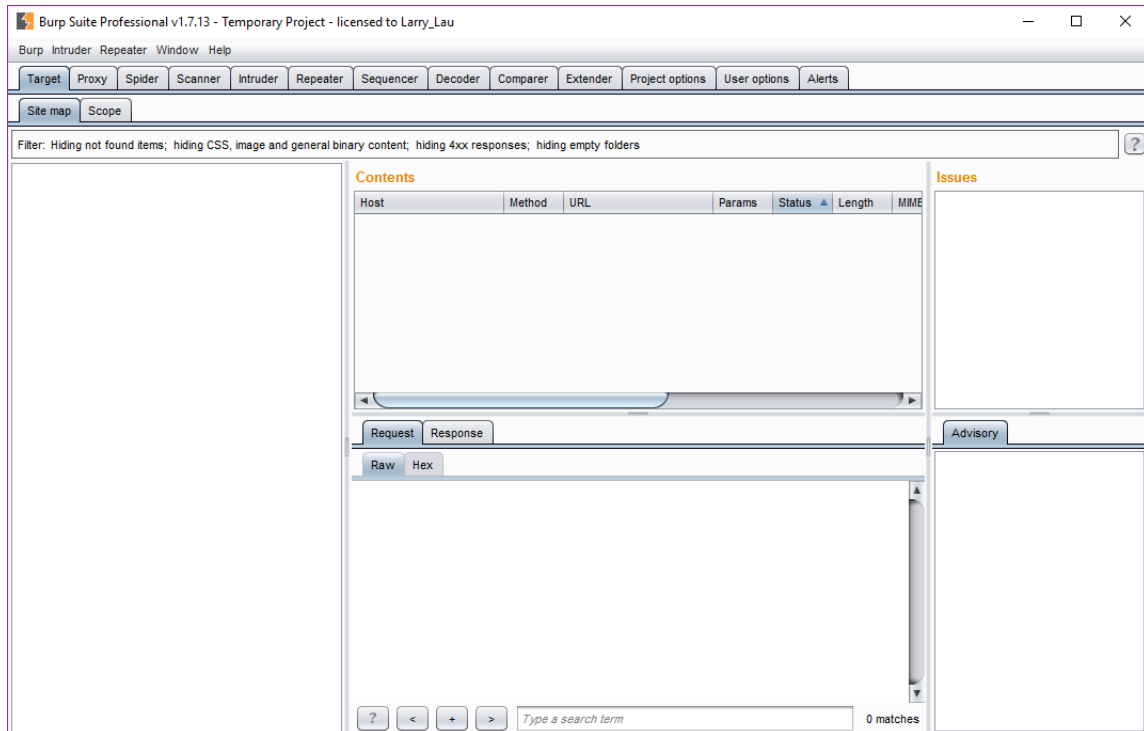 Burp Suite Professional v1.7.13 - Temporary Project - licensed to Larry_Lau
Burp Intruder Repeater Window Help
Target Proxy Spider Scanner Intruder Repeater Sequencer Decoder Comparer Extender Project options User options Alerts
Site map Scope
Filter: Hiding not found items; hiding CSS, image and general binary content; hiding 4xx responses; hiding empty folders
?
Contents
Host Method URL Params Status Length MIME
Issues
Request Response
Raw Hex
? < + > Type a search term 0 matches
Advisory